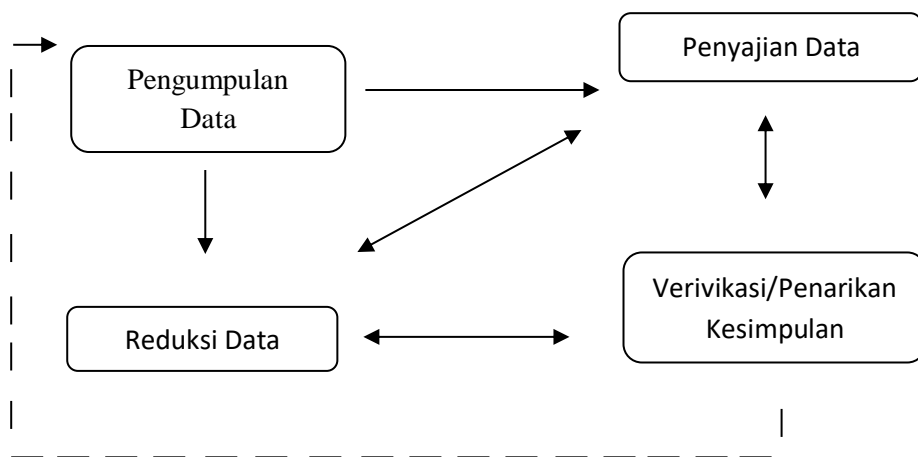 Pengumpulan
Data
Penyajian Data
Reduksi Data
Verivikasi/Penarikan
Kesimpulan